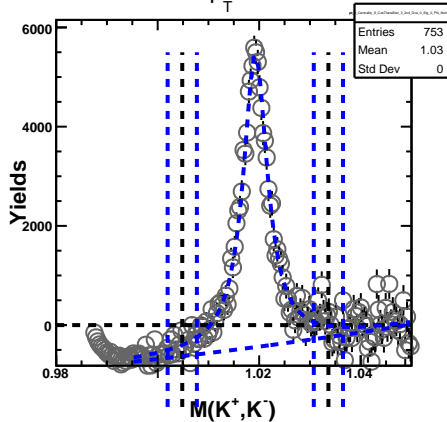 T
Entries 753
Mean 1.03
Std Dev 0
6000
4000
2000
0
Yields
0.98 1 1.02 1.04
M(K⁺,K⁻)